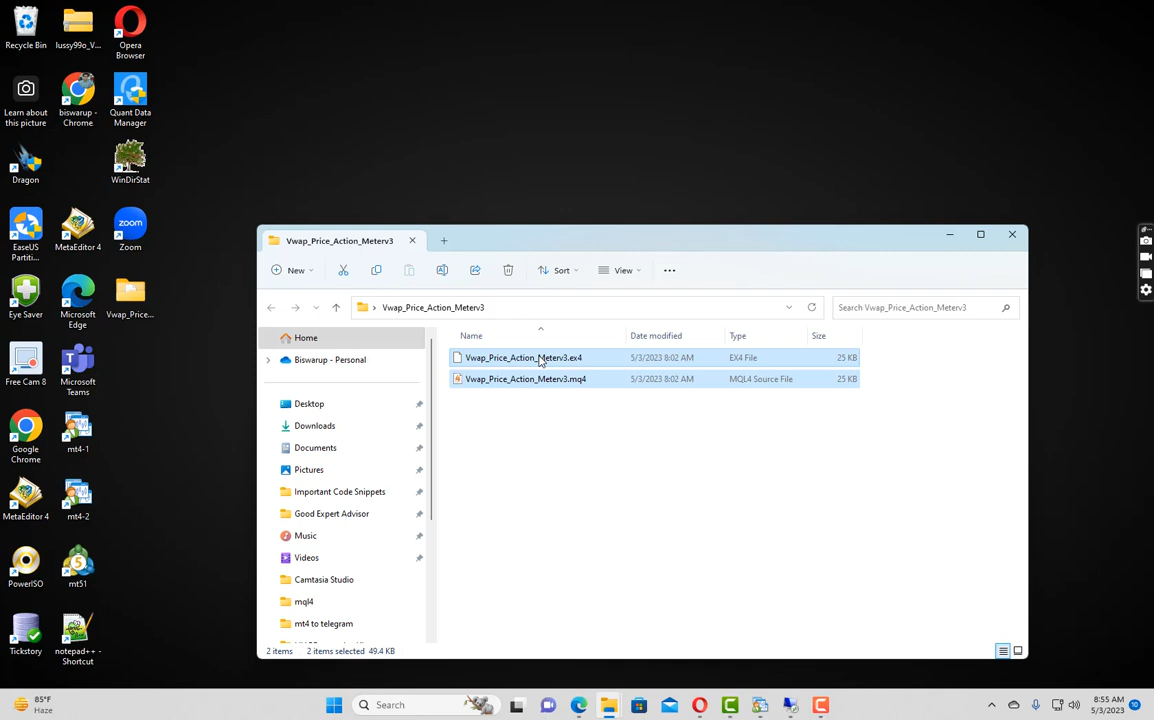 Recycle Bin
lussy99o_V...
Opera
Browser
Learn about
this picture
biswarup -
Chrome
Quant Data
Manager
Dragon
WinDirStat
EaseUS
Partiti...
MetaEditor 4
Zoom
Eye Saver
Microsoft
Edge
Vwap_Price...
Free Cam 8
Microsoft
Teams
Google
Chrome
mt4-1
MetaEditor 4
mt4-2
PowerISO
mt51
Tickstory
notepad++ -
Shortcut
Vwap_Price_Action_Meterv3
New
Sort
View
Vwap_Price_Action_Meterv3
Search Vwap_Price_Action_Meterv3
Name Date modified Type Size
Vwap_Price_Action_Meterv3.ex4 5/3/2023 8:02 AM EX4 File 25 KB
Vwap_Price_Action_Meterv3.mq4 5/3/2023 8:02 AM MQL4 Source File 25 KB
Home
Biswarup - Personal
Desktop
Downloads
Documents
Pictures
Important Code Snippets
Good Expert Advisor
Music
Videos
Camtasia Studio
mql4
mt4 to telegram
2 items 2 items selected 49.4 KB
85°F
Haze
Search
8:55 AM
5/3/2023
10